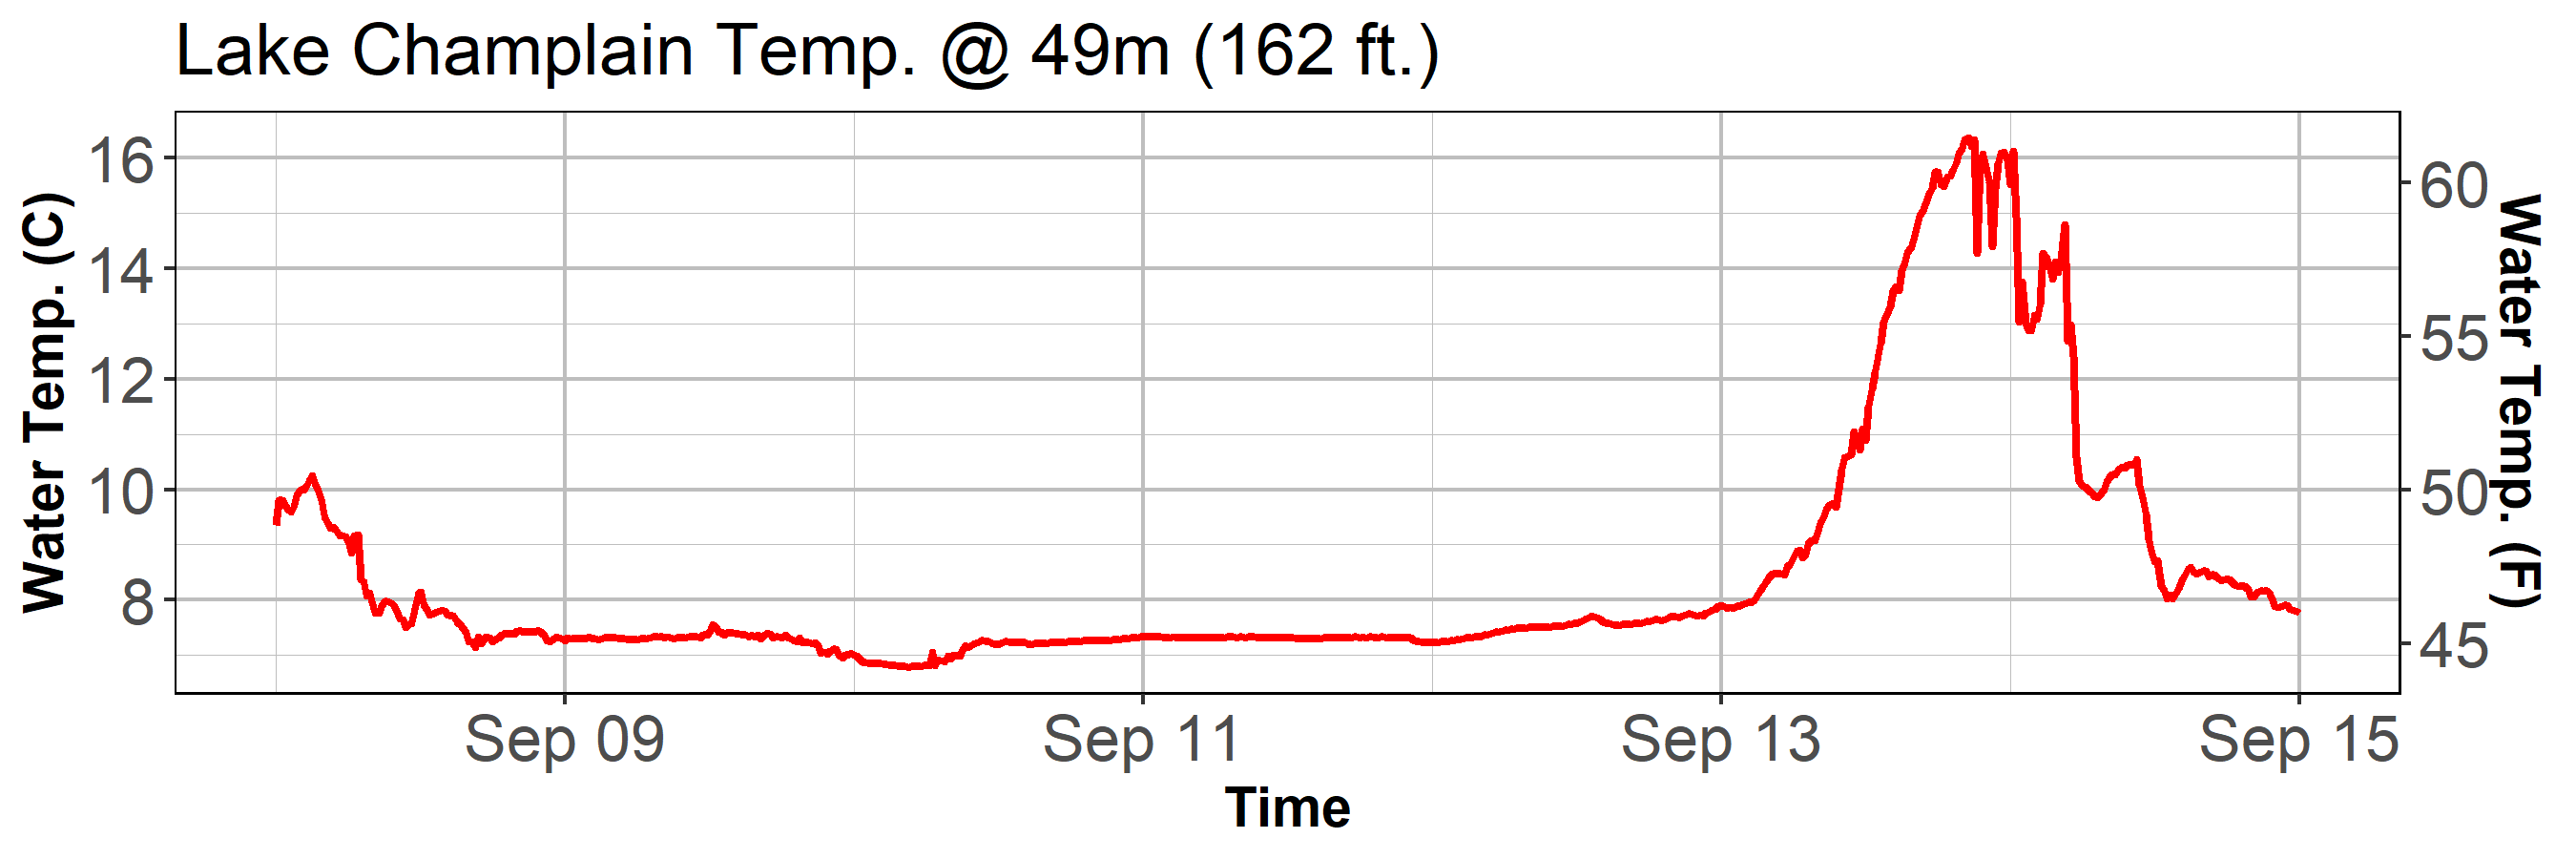 Lake Champlain Temp. @ 49m (162 ft.)
Water Temp. (C)
16
14
12
10
8
60
55
50
45
Water Temp. (F)
Sep 09 Sep 11 Sep 13 Sep 15
Time